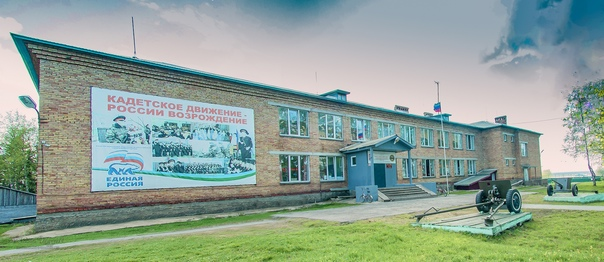 КАДЕТСКОЕ ДВИЖЕНИЕ -
РОССИИ ВОЗРОЖДЕНИЕ
ЕДИНАЯ
РОССИЯ